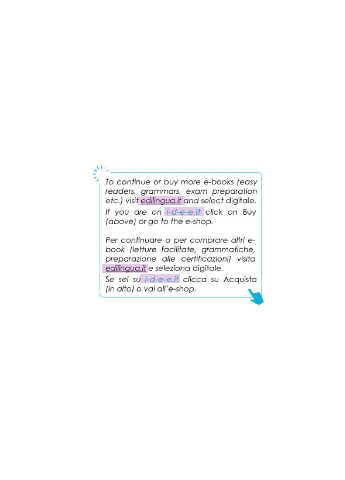 To continue or buy more e-books (easy
readers, grammars, exam preparation
etc.) visit edilingua.it and select digitale.
If you are on i-d-e-e.it click on Buy
(above) or go to the e-shop.
Per continuare o per comprare altri e-
book (letture facilitate, grammatiche,
preparazione alle certificazioni) visita
edilingua.it e seleziona digitale.
Se sei su i-d-e-e.it clicca su Acquista
(in alto) o vai all'e-shop.